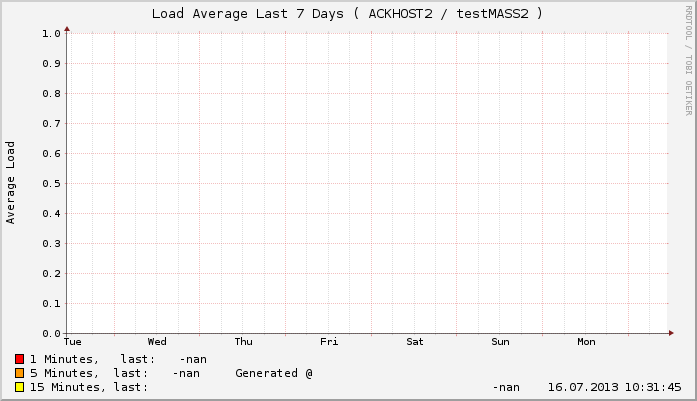 Load Average Last 7 Days ( ACKHOST2 / testMASS2 )
RRDTOOL / TOBI OETIKER
Average Load
1.0
0.9
0.8
0.7
0.6
0.5
0.4
0.3
0.2
0.1
0.0
Tue Wed Thu Fri Sat Sun Mon
1 Minutes, last: -nan
5 Minutes, last: -nan Generated @
15 Minutes, last: -nan 16.07.2013 10:31:45